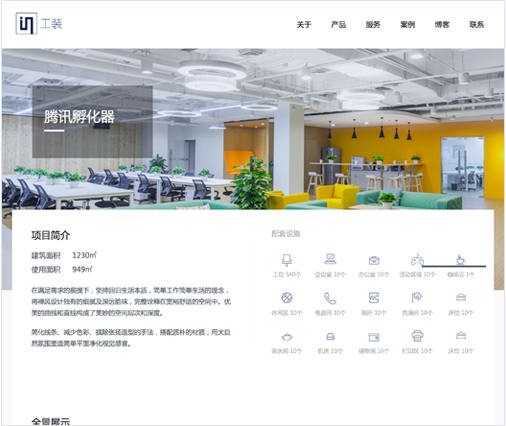 工装
关于 产品 服务 案例 博客 联系
腾讯孵化器
项目简介
建筑面积 1230㎡
使用面积 949㎡
在满足需求的前提下，坚持回归生活本质，简单工作简单生活的理念，
将禅风设计独有的细腻及深远韵味，完整诠释在宽裕舒适的空间中。优
美的曲线和直线构成了美妙的空间层次和深度。
简化线条、减少色彩、摈除张扬造型的手法，搭配质朴的材质，用大自
然氛围塑造简单平面净化视觉感官。
配套设施
工位 540个 会议室 10个 办公室 10个 活动区域 10个 咖啡店 1个
休闲区 10个 电话间 10个 厕所 10个 洗漱间 10个 床位 10个
茶水间 10个 机房 10个 储物间 10个 打印区 10个 床位 10个
全景展示